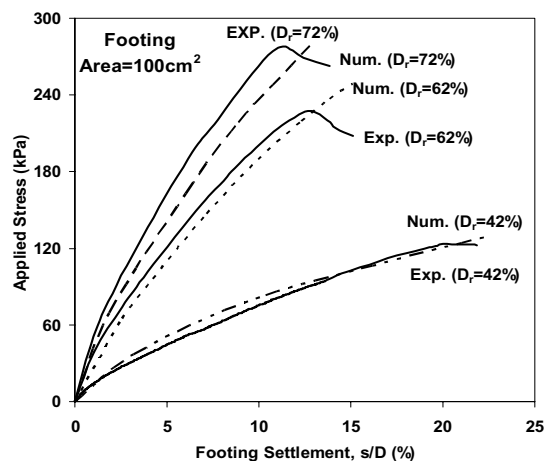 Footing
Area=100cm²
EXP. (Dr=72%)
Num. (Dr=72%)
Num. (Dr=62%)
Exp. (Dr=62%)
Num. (Dr=42%)
Exp. (Dr=42%)
Applied Stress (kPa)
300
240
180
120
60
0
0 5 10 15 20 25
Footing Settlement, s/D (%)